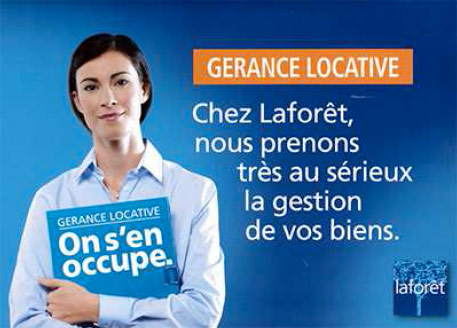 GERANCE LOCATIVE
Chez Laforêt,
nous prenons
très au sérieux
la gestion
de vos biens.
GERANCE LOCATIVE
On s'en
occupe.
laforêt